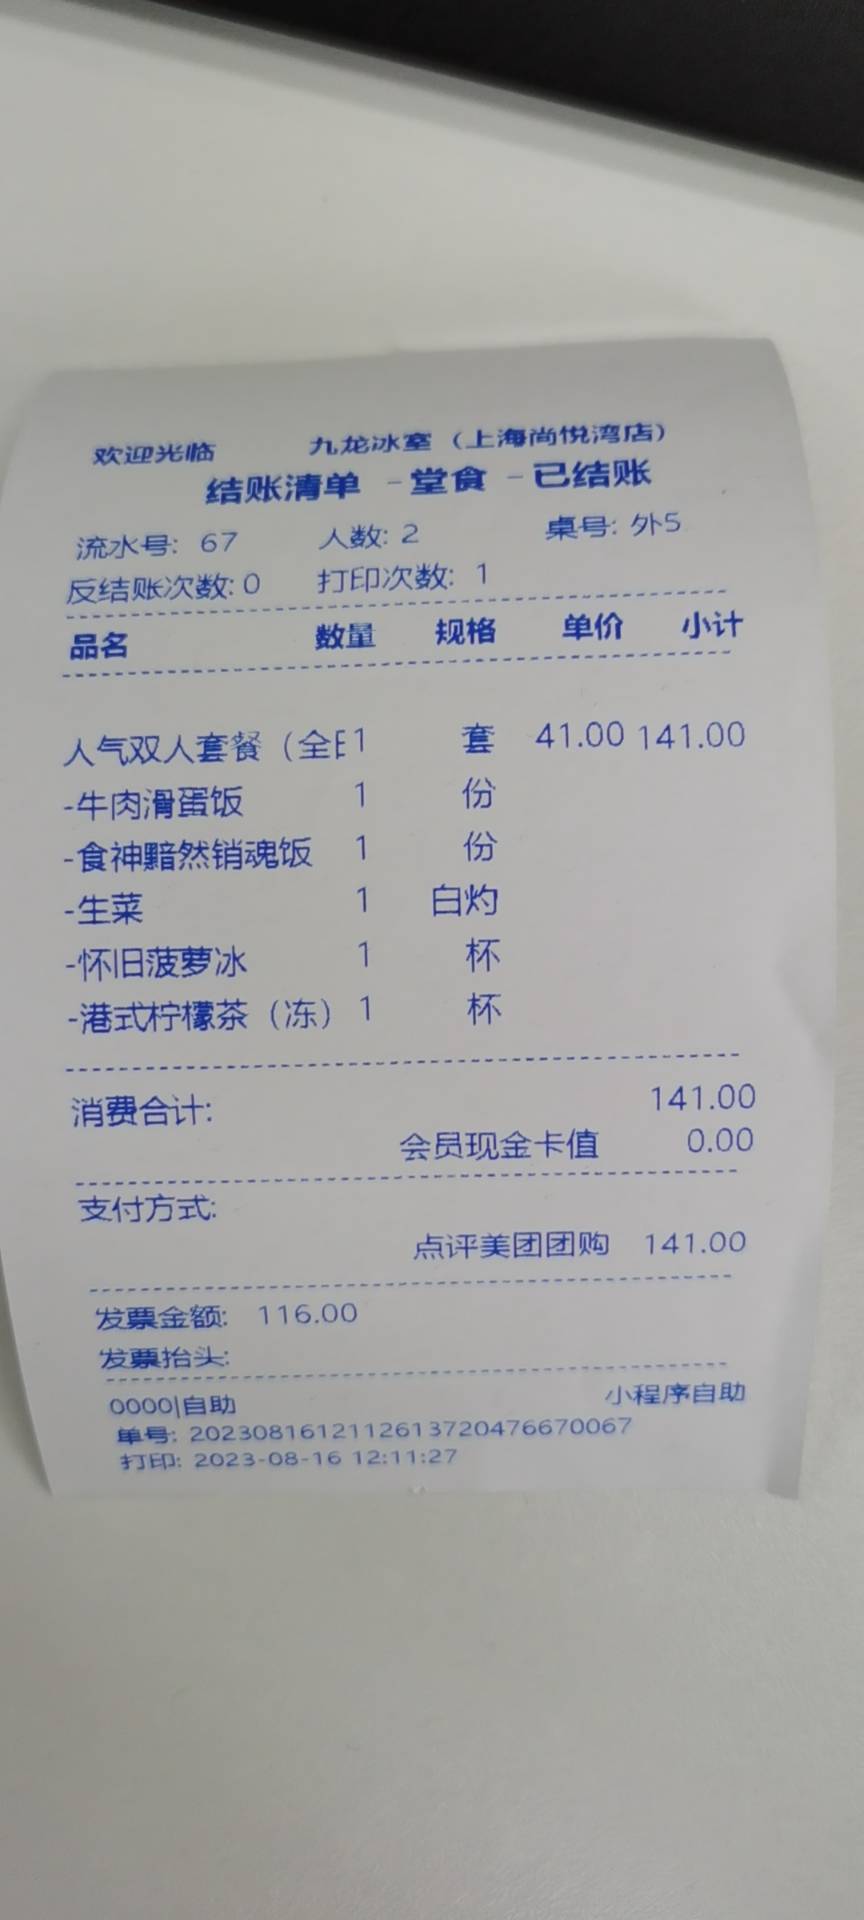 欢迎光临 九龙冰室（上海尚悦湾店）
结账清单 -堂食 -已结账
流水号: 67 人数: 2 桌号: 外5
反结账次数: 0 打印次数: 1
品名 数量 规格 单价 小计
人气双人套餐（全日1 套 41.00 141.00
-牛肉滑蛋饭 1 份
-食神黯然销魂饭 1 份
-生菜 1 白灼
-怀旧菠萝冰 1 杯
-港式柠檬茶（冻） 1 杯
消费合计: 141.00
会员现金卡值 0.00
支付方式:
点评美团团购 141.00
发票金额: 116.00
发票抬头:
0000|自助 小程序自助
单号: 2023081612112613720476670067
打印: 2023-08-16 12:11:27